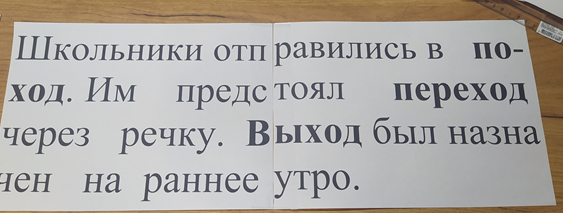 Школьники отправились в по-
ход. Им предстоял переход
через речку. Выход был назна
чен на раннее утро.